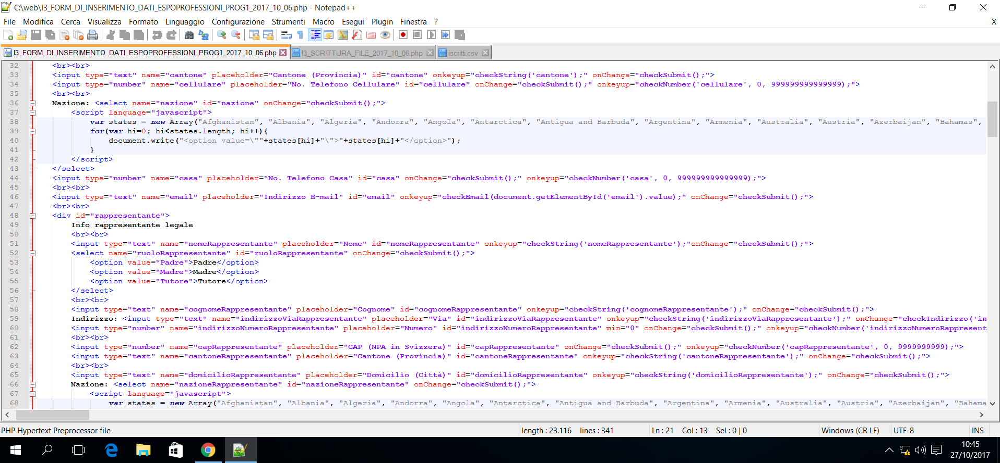 C:\web\I3_FORM_DI_INSERIMENTO_DATI_ESPOPROFESSIONI_PROG1_2017_10_06.php - Notepad++
File Modifica Cerca Visualizza Formato Linguaggio Configurazione Strumenti Macro Esegui Plugin Finestra ? X
I3_FORM_DI_INSERIMENTO_DATI_ESPOPROFESSIONI_PROG1_2017_10_06.php I3_SCRITTURA_FILE_2017_10_06.php iscritti.csv
32 <br><br>
33 <input type="text" name="cantone" placeholder="Cantone (Provincia)" id="cantone" onkeyup="checkString('cantone');" onChange="checkSubmit();">
34 <input type="number" name="cellulare" placeholder="No. Telefono Cellulare" id="cellulare" onChange="checkSubmit();" onkeyup="checkNumber('cellulare', 0, 999999999999999);">
35 <br><br>
36 Nazione: <select name="nazione" id="nazione" onChange="checkSubmit();">
37 <script language="javascript">
38 var states = new Array("Afghanistan", "Albania", "Algeria", "Andorra", "Angola", "Antarctica", "Antigua and Barbuda", "Argentina", "Armenia", "Australia", "Austria", "Azerbaijan", "Bahamas",
39 for(var hi=0; hi<states.length; hi++){
40 document.write("<option value=\""+states[hi]+"\">"+states[hi]+"</option>");
41 }
42 </script>
43 </select>
44 <input type="number" name="casa" placeholder="No. Telefono Casa" id="casa" onChange="checkSubmit();" onkeyup="checkNumber('casa', 0, 999999999999999);">
45 <br><br>
46 <input type="text" name="email" placeholder="Indirizzo E-mail" id="email" onkeyup="checkEmail(document.getElementById('email').value);" onChange="checkSubmit();">
47 <br><br>
48 <div id="rappresentante">
49 Info rappresentante legale
50 <br><br>
51 <input type="text" name="nomeRappresentante" placeholder="Nome" id="nomeRappresentante" onkeyup="checkString('nomeRappresentante');"onChange="checkSubmit();">
52 <select name="ruoloRappresentante" id="ruoloRappresentante" onChange="checkSubmit();">
53 <option value="Padre">Padre</option>
54 <option value="Madre">Madre</option>
55 <option value="Tutore">Tutore</option>
56 </select>
57 <br><br>
58 <input type="text" name="cognomeRappresentante" placeholder="Cognome" id="cognomeRappresentante" onkeyup="checkString('cognomeRappresentante');" onChange="checkSubmit();">
59 Indirizzo: <input type="text" name="indirizzoViaRappresentante" placeholder="Via" id="indirizzoViaRappresentante" onkeyup="checkString('indirizzoViaRappresentante');" onChange="checkIndirizzo('in
60 <input type="number" name="indirizzoNumeroRappresentante" placeholder="Numero" id="indirizzoNumeroRappresentante" min="0" onChange="checkSubmit();" onkeyup="checkNumber('indirizzoNumeroRappresent
61 <br><br>
62 <input type="number" name="capRappresentante" placeholder="CAP (NPA in Svizzera)" id="capRappresentante" onChange="checkSubmit();" onkeyup="checkNumber('capRappresentante', 0, 9999999999);">
63 <input type="text" name="cantoneRappresentante" placeholder="Cantone (Provincia)" id="cantoneRappresentante" onkeyup="checkString('cantoneRappresentante');" onChange="checkSubmit();">
64 <br><br>
65 <input type="text" name="domicilioRappresentante" placeholder="Domicilio (Città)" id="domicilioRappresentante" onkeyup="checkString('domicilioRappresentante');" onChange="checkSubmit();">
66 Nazione: <select name="nazioneRappresentante" id="nazioneRappresentante" onChange="checkSubmit();">
67 <script language="javascript">
68 var states = new Array("Afghanistan", "Albania", "Algeria", "Andorra", "Angola", "Antarctica", "Antigua and Barbuda", "Argentina", "Armenia", "Australia", "Austria", "Azerbaijan", "Bahama
PHP Hypertext Preprocessor file length : 23.116 lines : 341 Ln : 21 Col : 13 Sel : 0 | 0 Windows (CR LF) UTF-8 INS
10:45
27/10/2017